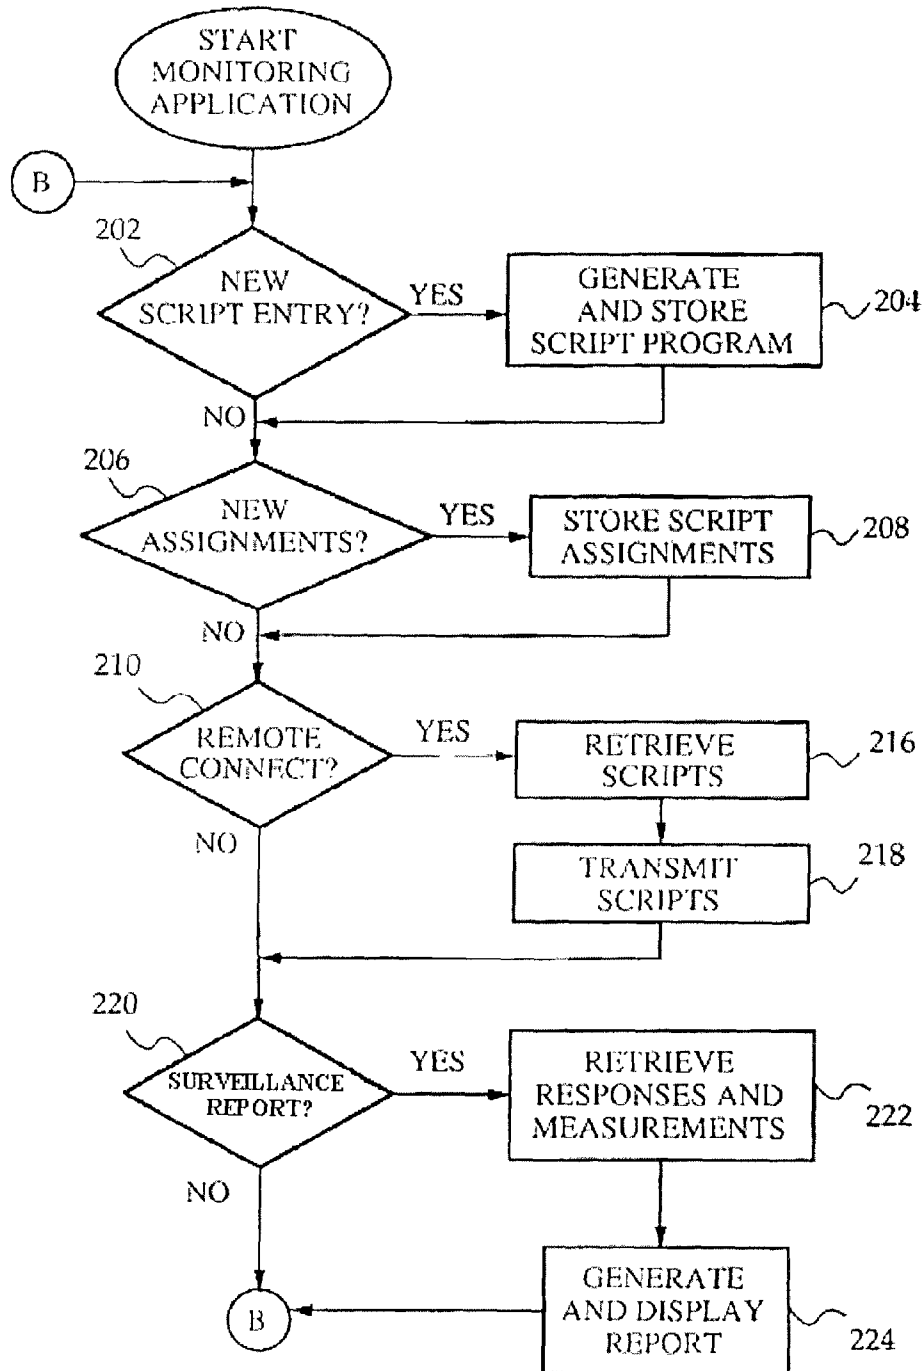 START
MONITORING
APPLICATION
B
202
NEW
SCRIPT ENTRY?
YES
GENERATE
AND STORE
SCRIPT PROGRAM
204
NO
206
NEW
ASSIGNMENTS?
YES
STORE SCRIPT
ASSIGNMENTS
208
NO
210
REMOTE
CONNECT?
YES
RETRIEVE
SCRIPTS
216
NO
TRANSMIT
SCRIPTS
218
220
SURVEILLANCE
REPORT?
YES
RETRIEVE
RESPONSES AND
MEASUREMENTS
222
NO
B
GENERATE
AND DISPLAY
REPORT
224